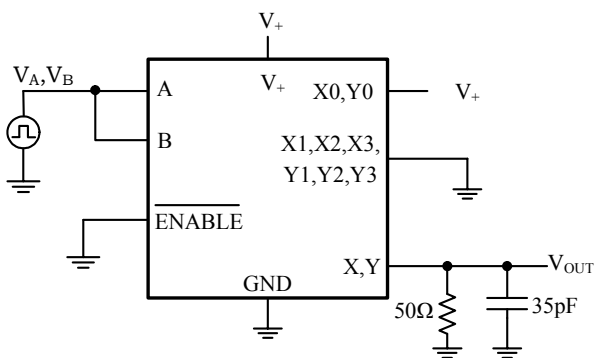 V+
VA,VB
V+
A
X0,Y0
V+
B
X1,X2,X3,
Y1,Y2,Y3
ENABLE
X,Y
VOUT
GND
50Ω
35pF